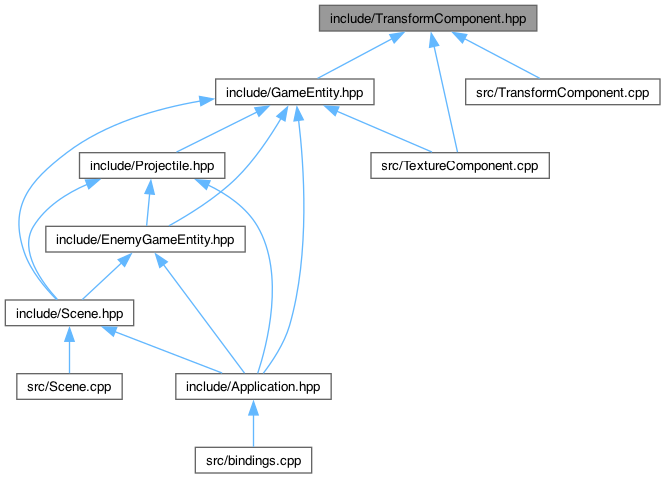 include/TransformComponent.hpp
include/GameEntity.hpp
src/TransformComponent.cpp
include/Projectile.hpp
src/TextureComponent.cpp
include/EnemyGameEntity.hpp
include/Scene.hpp
src/Scene.cpp
include/Application.hpp
src/bindings.cpp